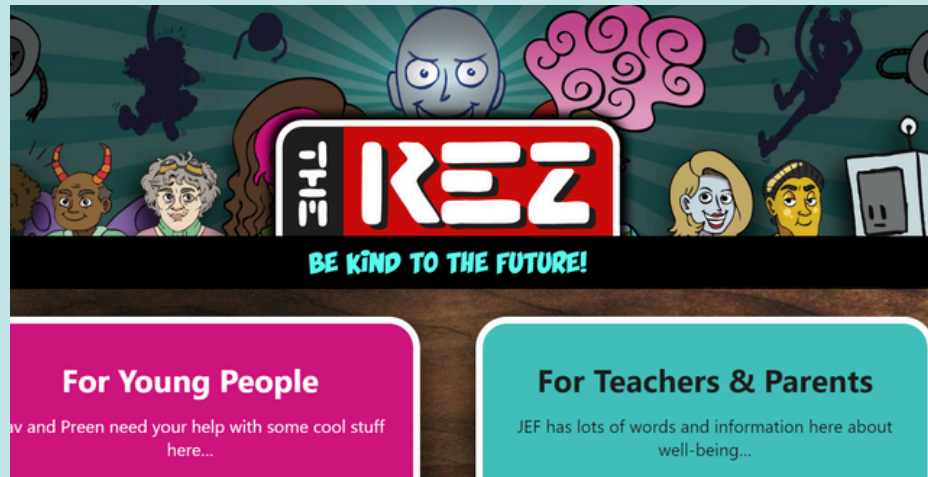 THE REZ
BE KIND TO THE FUTURE!
For Young People
av and Preen need your help with some cool stuff
here...
For Teachers & Parents
JEF has lots of words and information here about
well-being...